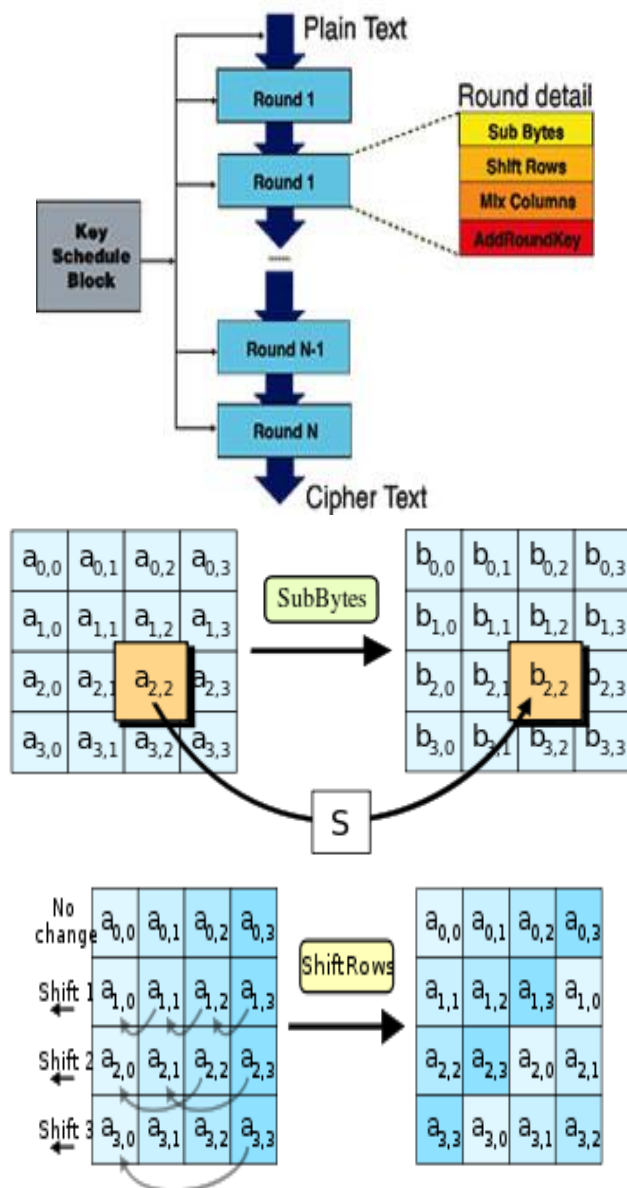 Plain Text
Round 1
Round detail
Sub Bytes
Round 1
Shift Rows
Mix Columns
AddRoundKey
Key
Schedule
Block
.....
Round N-1
Round N
Cipher Text
a0,0 a0,1 a0,2 a0,3
a1,0 a1,1 a1,2 a1,3
a2,0 a2,1 a2,2 a2,3
a3,0 a3,1 a3,2 a3,3
SubBytes
b0,0 b0,1 b0,2 b0,3
b1,0 b1,1 b1,2 b1,3
b2,0 b2,1 b2,2 b2,3
b3,0 b3,1 b3,2 b3,3
S
No
change a0,0 a0,1 a0,2 a0,3
Shift 1 a1,0 a1,1 a1,2 a1,3
Shift 2 a2,0 a2,1 a2,2 a2,3
Shift 3 a3,0 a3,1 a3,2 a3,3
ShiftRows
a0,0 a0,1 a0,2 a0,3
a1,1 a1,2 a1,3 a1,0
a2,2 a2,3 a2,0 a2,1
a3,3 a3,0 a3,1 a3,2